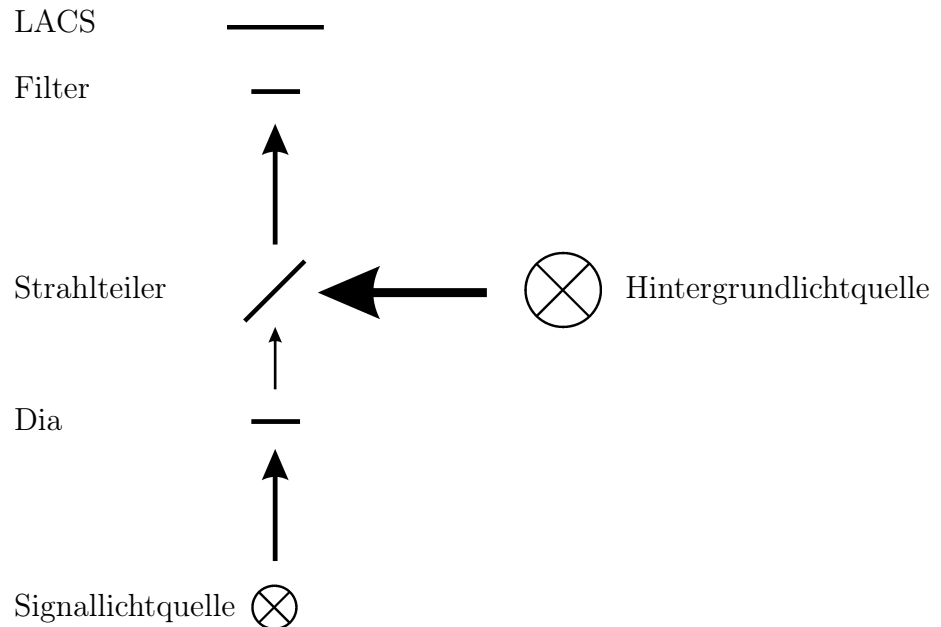 LACS
Filter
Strahlteiler
Hintergrundlichtquelle
Dia
Signallichtquelle